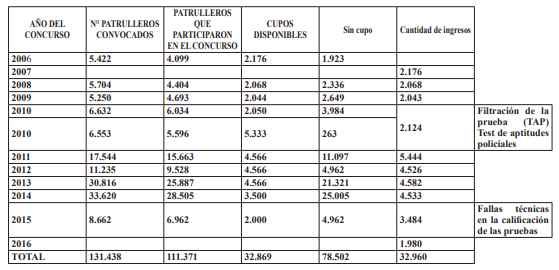 AÑO DEL CONCURSO N° PATRULLEROS CONVOCADOS PATRULLEROS QUE PARTICIPARON EN EL CONCURSO CUPOS DISPONIBLES Sin cupo Cantidad de ingresos
2006 5.422 4.099 2.176 1.923
2007 2.176
2008 5.704 4.404 2.068 2.336 2.068
2009 5.250 4.693 2.044 2.649 2.043
2010 6.632 6.034 2.050 3.984 2.124 Filtración de la prueba (TAP) Test de aptitudes policiales
2010 6.553 5.596 5.333 263
2011 17.544 15.663 4.566 11.097 5.444
2012 11.235 9.528 4.566 4.962 4.526
2013 30.816 25.887 4.566 21.321 4.582
2014 33.620 28.505 3.500 25.005 4.533
2015 8.662 6.962 2.000 4.962 3.484 Fallas técnicas en la calificación de las pruebas
2016 1.980
TOTAL 131.438 111.371 32.869 78.502 32.960